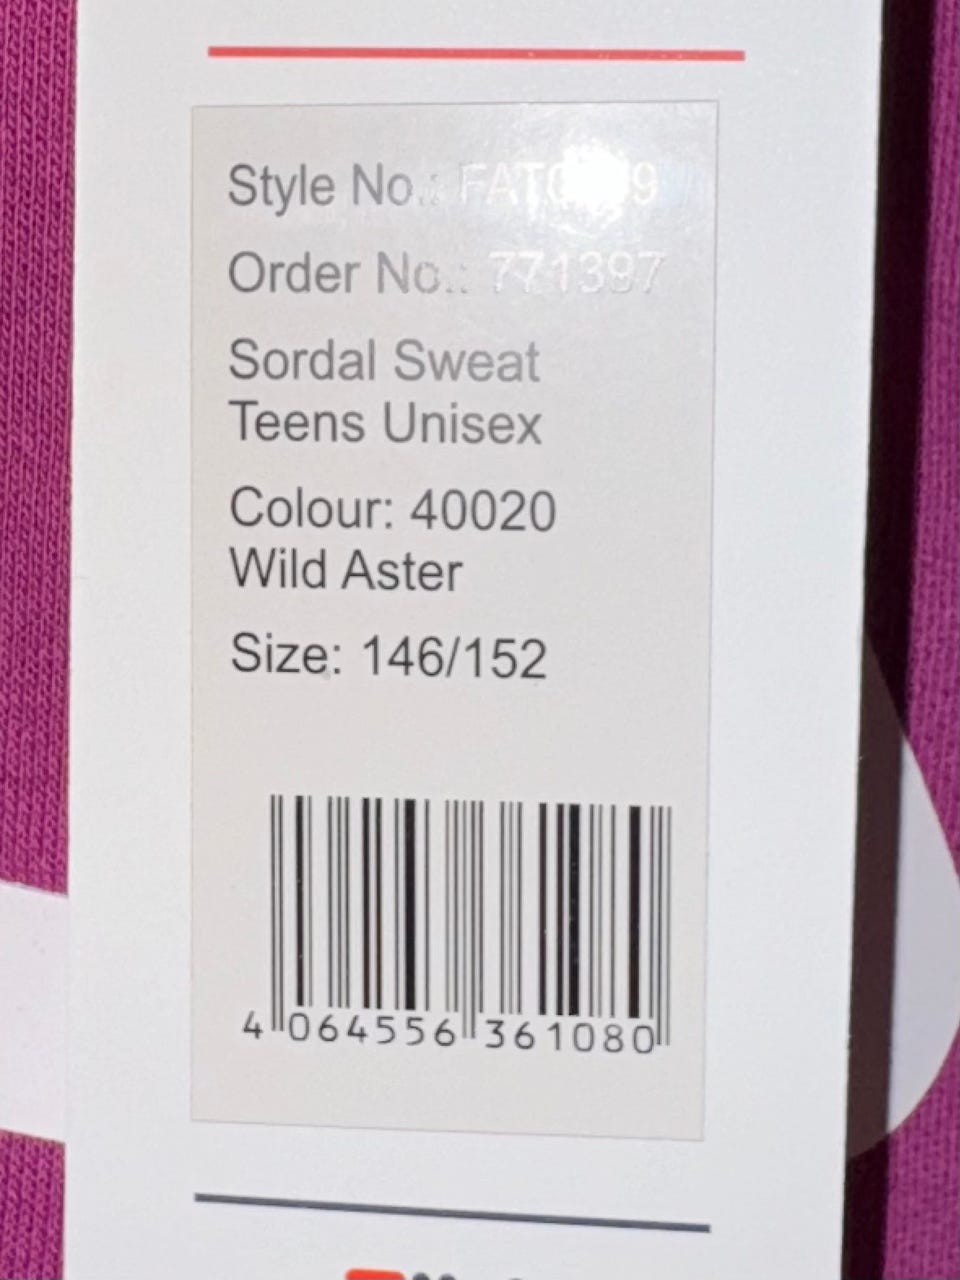 Style No.:
Order No.: 771397
Sordal Sweat
Teens Unisex
Colour: 40020
Wild Aster
Size: 146/152
4 064556 361080